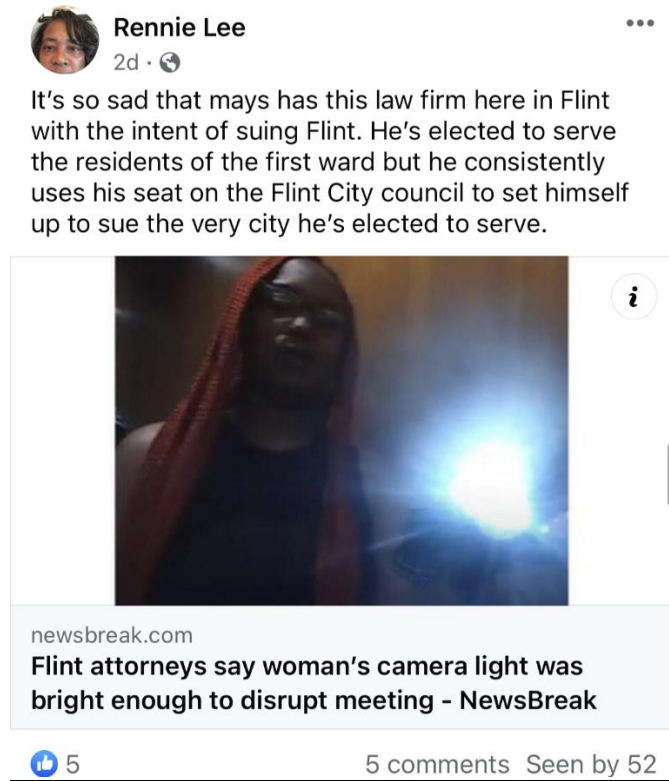 Rennie Lee
2d ·
It's so sad that mays has this law firm here in Flint
with the intent of suing Flint. He's elected to serve
the residents of the first ward but he consistently
uses his seat on the Flint City council to set himself
up to sue the very city he's elected to serve.
i
newsbreak.com
Flint attorneys say woman's camera light was
bright enough to disrupt meeting - NewsBreak
5
5 comments Seen by 52